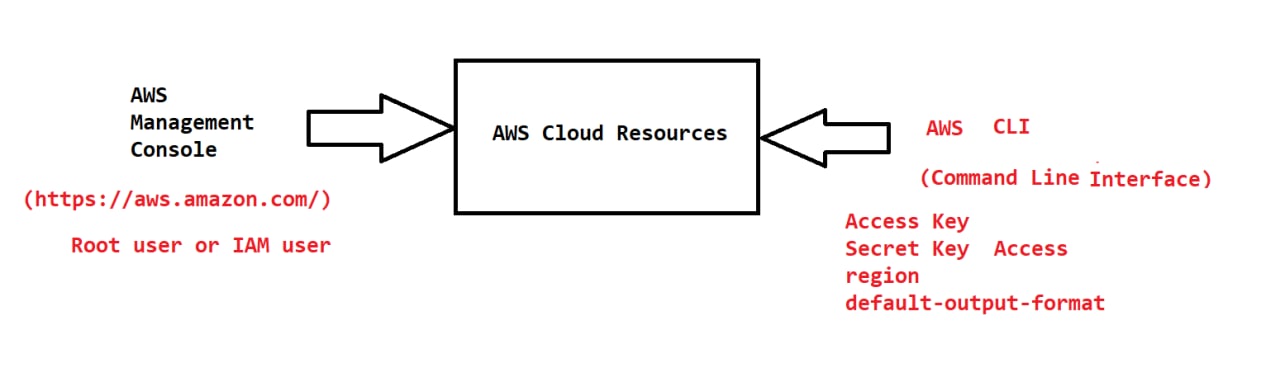 AWS
Management
Console
(https://aws.amazon.com/)
Root user or IAM user
AWS Cloud Resources
AWS CLI
(Command Line Interface)
Access Key
Secret Key Access
region
default-output-format